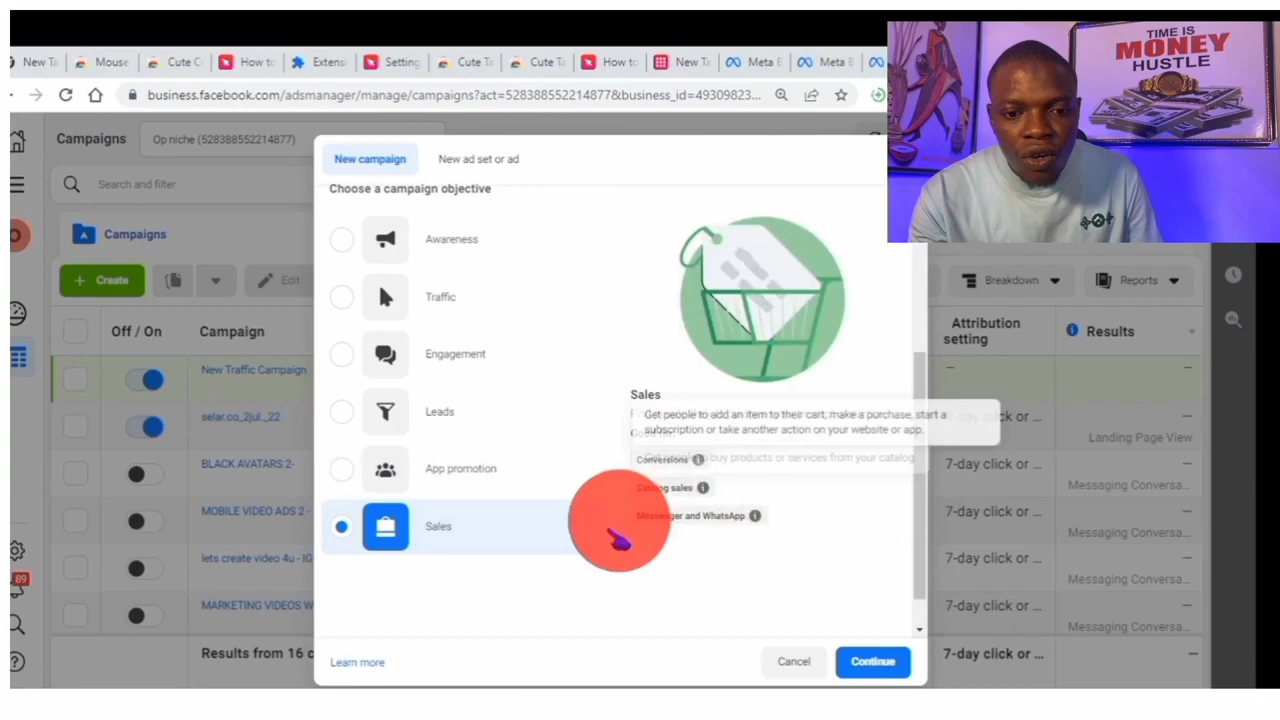 New Ta
Mouse
Cute C
How to
Extensi
Setting
Cute Ta
Cute Ta
How to
New Ta
Meta B
Meta B
business.facebook.com/adsmanager/manage/campaigns?act=528388552214877&business_id=49309823...
TIME IS
MONEY
HUSTLE
Campaigns
Op niche (528388552214877)
New campaign
New ad set or ad
Search and filter
Choose a campaign objective
Campaigns
Awareness
Create
Edit
Breakdown
Reports
Traffic
Off / On
Campaign
Attribution
setting
Results
Engagement
New Traffic Campaign
Sales
selar.co_2jul._22
Leads
Get people to add an item to their cart, make a purchase, start a
subscription or take another action on your website or app.
day click or
Landing Page View
BLACK AVATARS 2-
App promotion
Conversions
buy products or services from your catalog.
7-day click or ...
Messaging Conversa...
Catalog sales
MOBILE VIDEO ADS 2 -
Sales
Messenger and WhatsApp
7-day click or ...
Messaging Conversa...
lets create video 4u - IG
7-day click or ...
Messaging Conversa...
89
MARKETING VIDEOS W
7-day click or ...
Messaging Conversa...
Results from 16 c
Learn more
Cancel
Continue
7-day click or ...